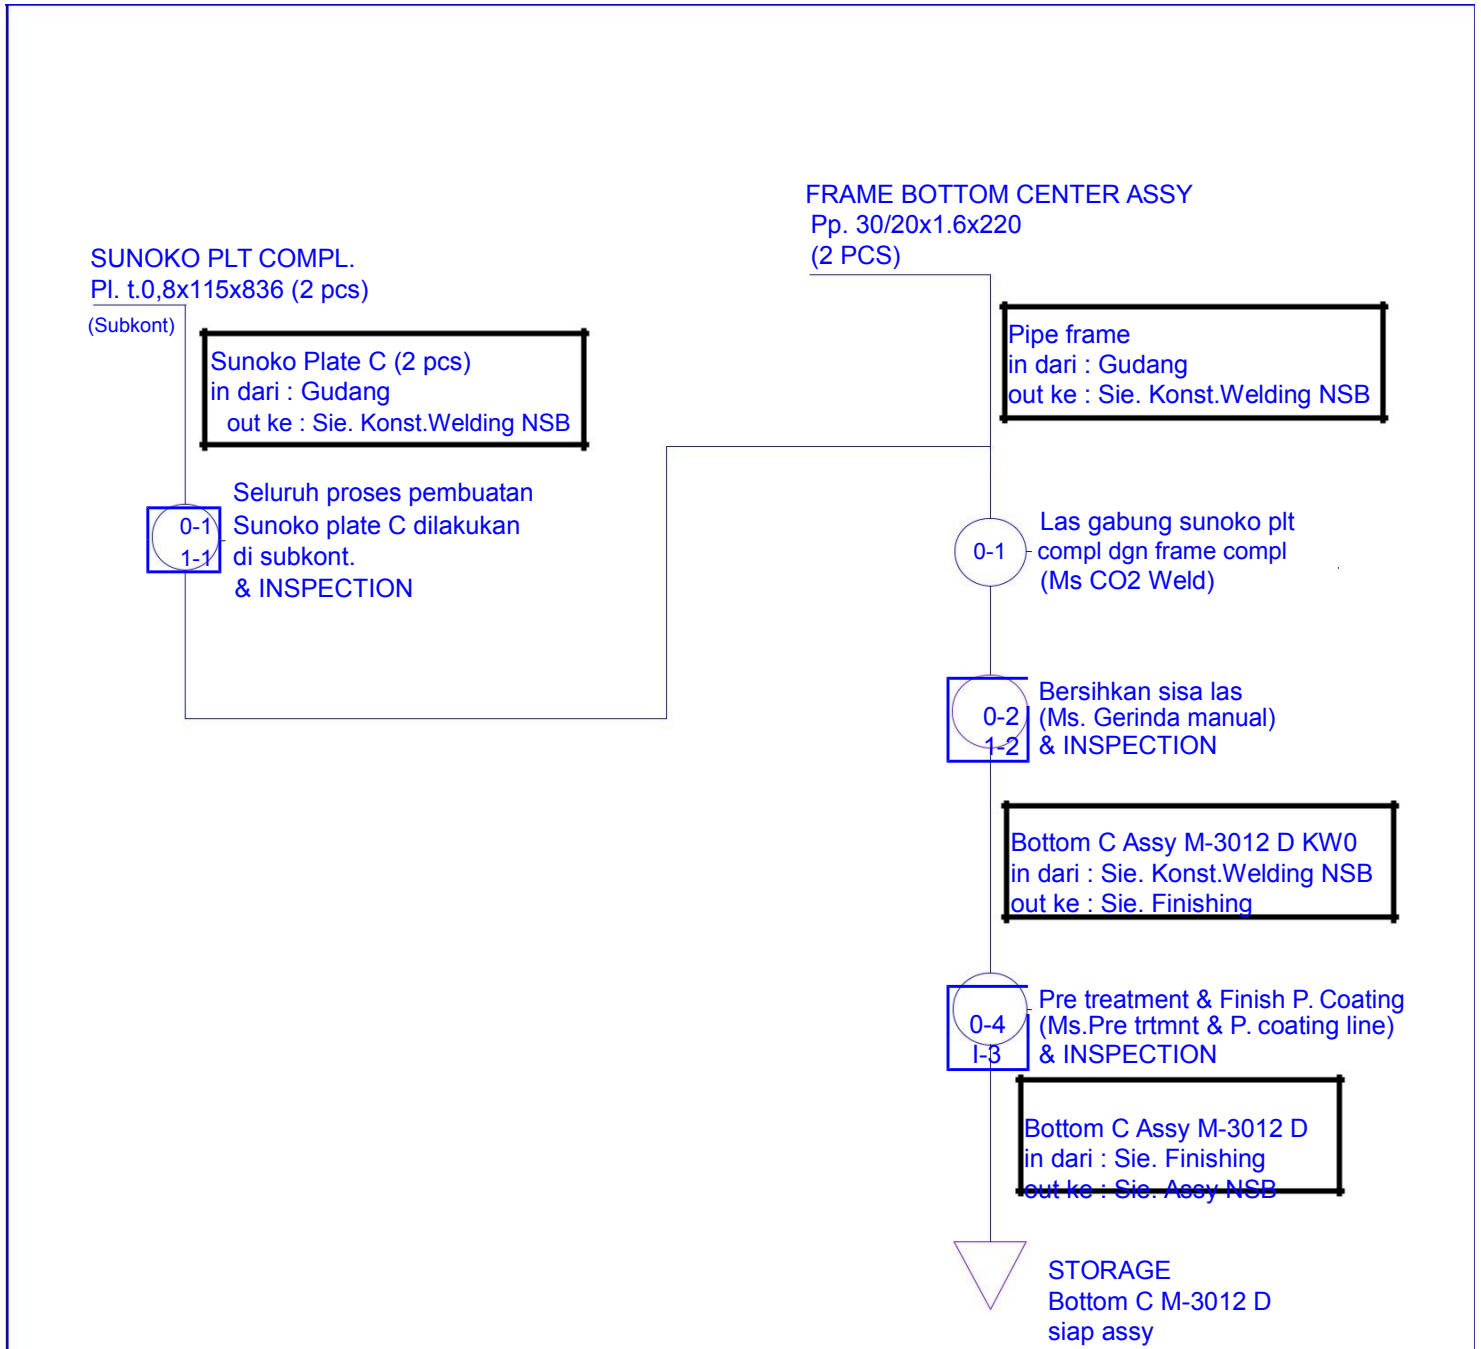 SUNOKO PLT COMPL.
Pl. t.0,8x115x836 (2 pcs)
(Subkont)
Sunoko Plate C (2 pcs)
in dari : Gudang
out ke : Sie. Konst.Welding NSB
0-1
1-1
Seluruh proses pembuatan
Sunoko plate C dilakukan
di subkont.
& INSPECTION
FRAME BOTTOM CENTER ASSY
Pp. 30/20x1.6x220
(2 PCS)
Pipe frame
in dari : Gudang
out ke : Sie. Konst.Welding NSB
0-1
Las gabung sunoko plt
compl dgn frame compl
(Ms CO2 Weld)
0-2
1-2
Bersihkan sisa las
(Ms. Gerinda manual)
& INSPECTION
Bottom C Assy M-3012 D KW0
in dari : Sie. Konst.Welding NSB
out ke : Sie. Finishing
0-4
I-3
Pre treatment & Finish P. Coating
(Ms.Pre trtmnt & P. coating line)
& INSPECTION
Bottom C Assy M-3012 D
in dari : Sie. Finishing
out ke : Sie. Assy NSB
STORAGE
Bottom C M-3012 D
siap assy